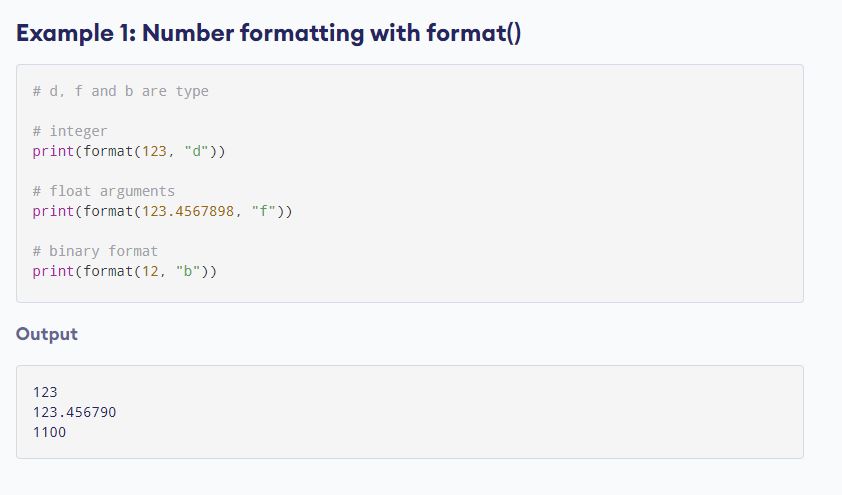 Example 1: Number formatting with format()
# d, f and b are type
# integer
print(format(123, "d"))
# float arguments
print(format(123.4567898, "f"))
# binary format
print(format(12, "b"))
Output
123
123.456790
1100